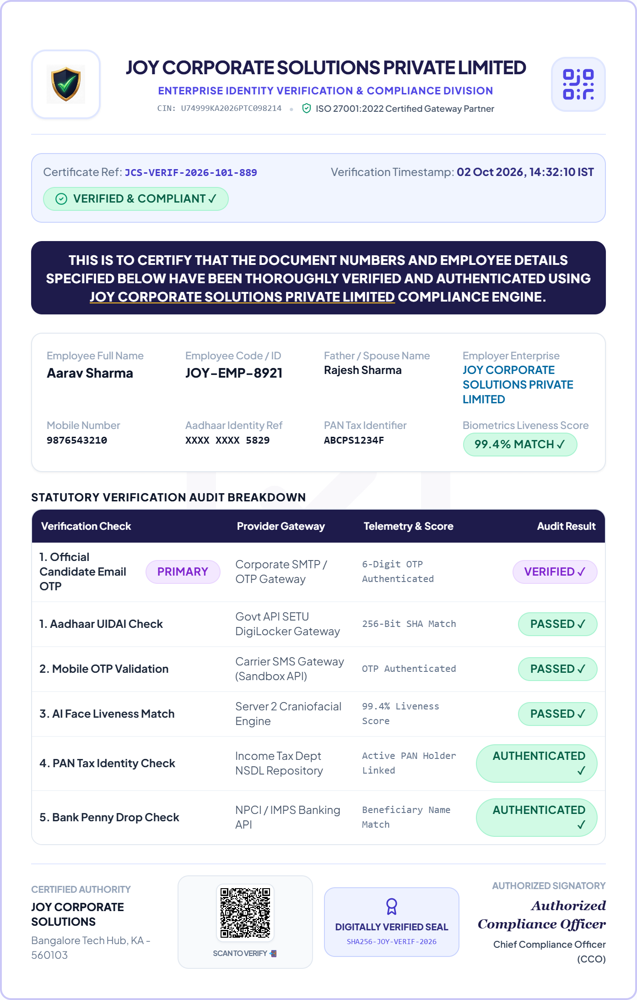 JOY CORPORATE SOLUTIONS PRIVATE LIMITED
ENTERPRISE IDENTITY VERIFICATION & COMPLIANCE DIVISION
CIN: U74999KA2026PTC098214 • ISO 27001:2022 Certified Gateway Partner
Certificate Ref: JCS-VERIF-2026-101-889
Verification Timestamp: 02 Oct 2026, 14:32:10 IST
VERIFIED & COMPLIANT ✓
THIS IS TO CERTIFY THAT THE DOCUMENT NUMBERS AND EMPLOYEE DETAILS
SPECIFIED BELOW HAVE BEEN THOROUGHLY VERIFIED AND AUTHENTICATED USING
JOY CORPORATE SOLUTIONS PRIVATE LIMITED COMPLIANCE ENGINE.
Employee Full Name
Aarav Sharma
Employee Code / ID
JOY-EMP-8921
Father / Spouse Name
Rajesh Sharma
Employer Enterprise
JOY CORPORATE
SOLUTIONS PRIVATE
LIMITED
Mobile Number
9876543210
Aadhaar Identity Ref
XXXX XXXX 5829
PAN Tax Identifier
ABCPS1234F
Biometrics Liveness Score
99.4% MATCH ✓
STATUTORY VERIFICATION AUDIT BREAKDOWN
Verification Check
Provider Gateway
Telemetry & Score
Audit Result
1. Official
Candidate Email
OTP
PRIMARY
Corporate SMTP /
OTP Gateway
6-Digit OTP
Authenticated
VERIFIED ✓
1. Aadhaar UIDAI Check
Govt API SETU
DigiLocker Gateway
256-Bit SHA Match
PASSED ✓
2. Mobile OTP Validation
Carrier SMS Gateway
(Sandbox API)
OTP Authenticated
PASSED ✓
3. AI Face Liveness Match
Server 2 Craniofacial
Engine
99.4% Liveness
Score
PASSED ✓
4. PAN Tax Identity Check
Income Tax Dept
NSDL Repository
Active PAN Holder
Linked
AUTHENTICATED
✓
5. Bank Penny Drop Check
NPCI / IMPS Banking
API
Beneficiary Name
Match
AUTHENTICATED
✓
CERTIFIED AUTHORITY
JOY CORPORATE
SOLUTIONS
Bangalore Tech Hub, KA -
560103
SCAN TO VERIFY 📲
DIGITALLY VERIFIED SEAL
SHA256-JOY-VERIF-2026
AUTHORIZED SIGNATORY
Authorized
Compliance Officer
Chief Compliance Officer
(CCO)